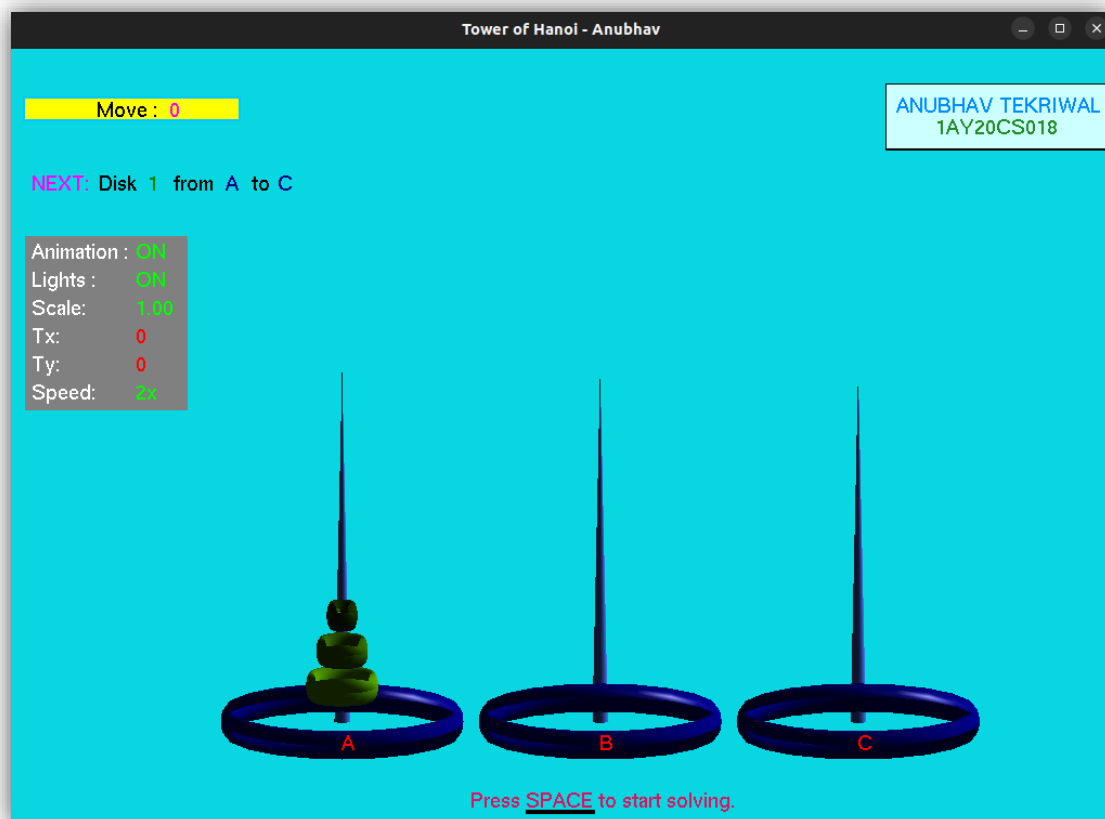 Tower of Hanoi - Anubhav
Move : 0
ANUBHAV TEKRIWAL
1AY20CS018
NEXT: Disk 1 from A to C
Animation : ON
Lights : ON
Scale: 1.00
Tx: 0
Ty: 0
Speed: 2x
A B C
Press SPACE to start solving.